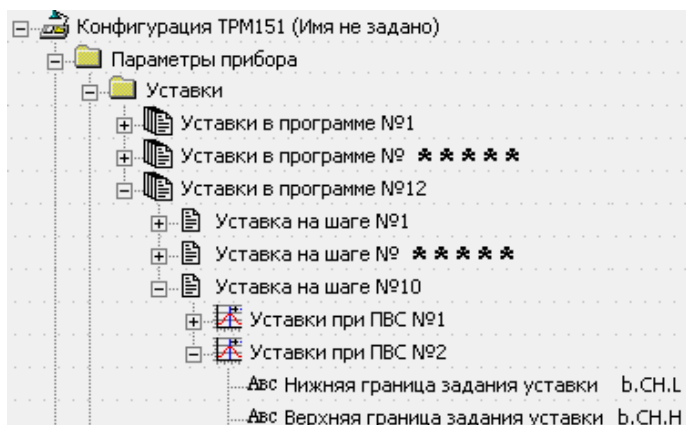 Конфигурация ТРМ151 (Имя не задано)
Параметры прибора
Уставки
Уставки в программе №1
Уставки в программе № * * * * *
Уставки в программе №12
Уставка на шаге №1
Уставка на шаге № * * * * *
Уставка на шаге №10
Уставки при ПВС №1
Уставки при ПВС №2
Авс Нижняя граница задания уставки b.CH.L
Авс Верхняя граница задания уставки b.CH.H